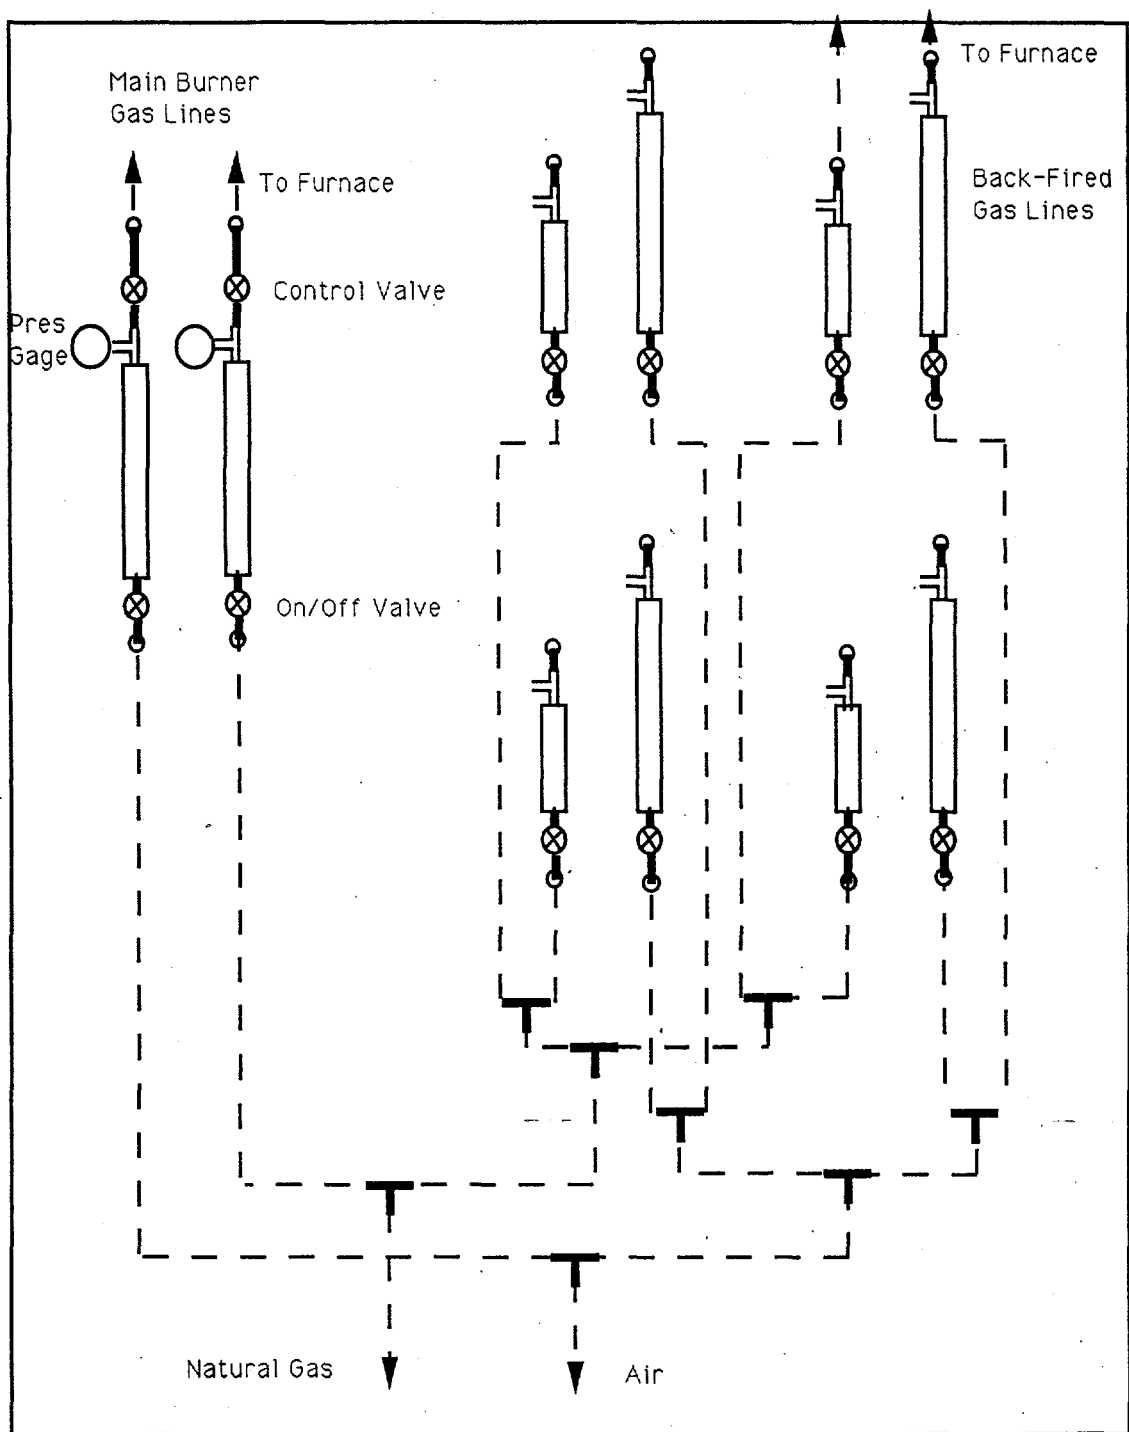 Main Burner
Gas Lines
To Furnace
To Furnace
Back-Fired
Gas Lines
Control Valve
Pres
Gage
On/Off Valve
Natural Gas
Air